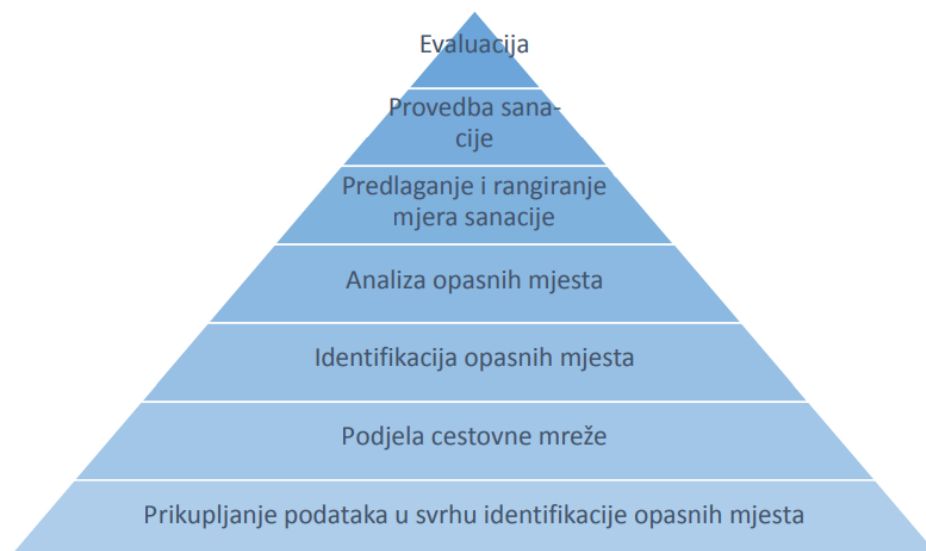 Evaluacija
Provedba sana-
cije
Predlaganje i rangiranje
mjera sanacije
Analiza opasnih mjesta
Identifikacija opasnih mjesta
Podjela cestovne mreže
Prikupljanje podataka u svrhu identifikacije opasnih mjesta